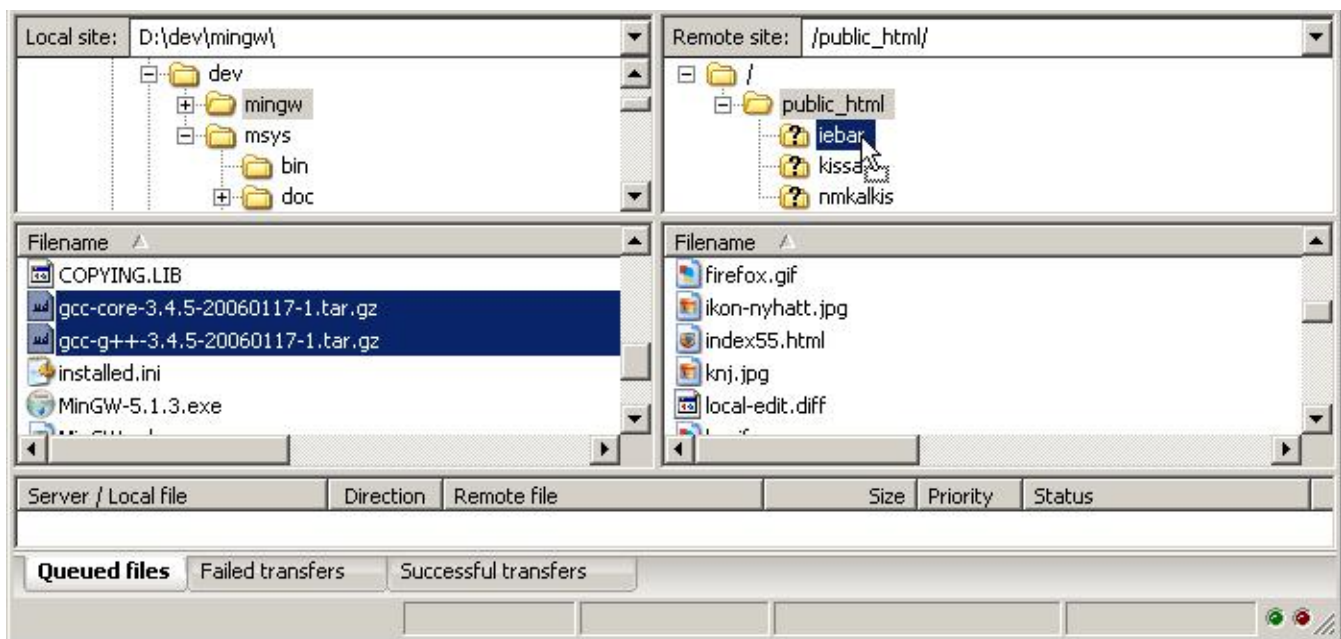 Local site: D:\dev\mingw\
dev
mingw
msys
bin
doc
Remote site: /public_html/
/
public_html
iebar
kissa
nmkalkis
Filename
COPYING.LIB
gcc-core-3.4.5-20060117-1.tar.gz
gcc-g++-3.4.5-20060117-1.tar.gz
installed.ini
MinGW-5.1.3.exe
Filename
firefox.gif
ikon-nyhatt.jpg
index55.html
knj.jpg
local-edit.diff
Server / Local file Direction Remote file Size Priority Status
Queued files Failed transfers Successful transfers